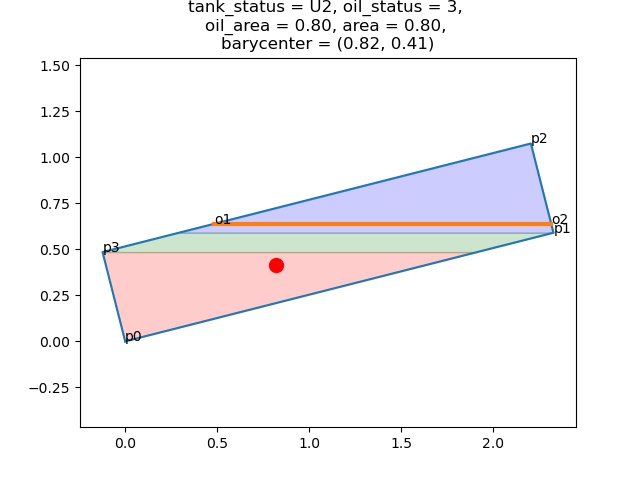 tank_status = U2, oil_status = 3,
oil_area = 0.80, area = 0.80,
barycenter = (0.82, 0.41)
1.50
1.25
1.00
0.75
0.50
0.25
0.00
−0.25
p2
o1
o2
p1
p3
p0
0.0
0.5
1.0
1.5
2.0